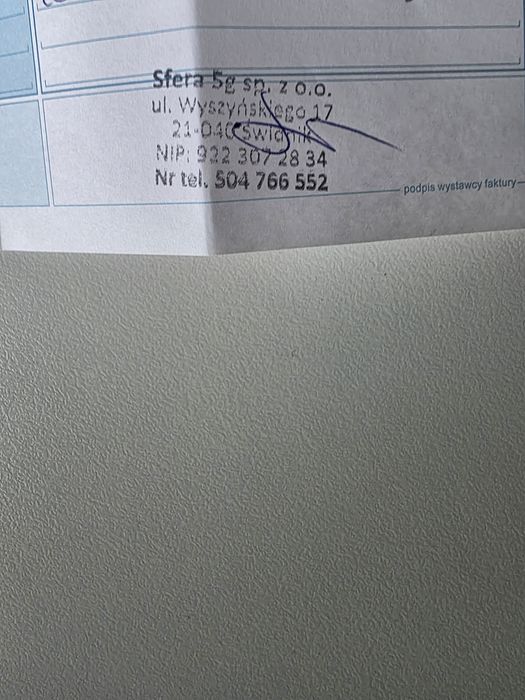 Sfera 5g sp. z o.o.
ul. Wyszyńskiego 17
21-040 Świdnik
NIP: 922 307 28 34
Nr tel. 504 766 552
podpis wystawcy faktury